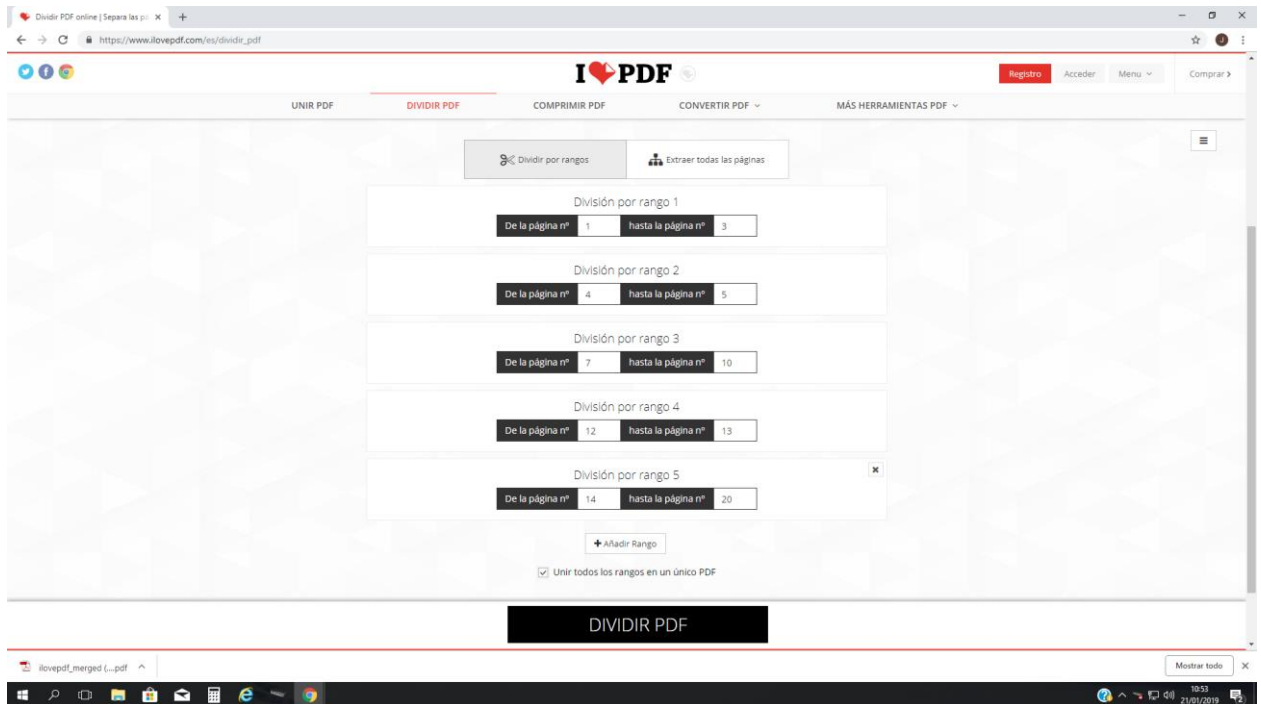 Dividir PDF online | Separa las pá
https://www.ilovepdf.com/es/dividir_pdf
I PDF
Registro Acceder Menu Comprar
UNIR PDF DIVIDIR PDF COMPRIMIR PDF CONVERTIR PDF MÁS HERRAMIENTAS PDF
Dividir por rangos Extraer todas las páginas
División por rango 1
De la página nº 1 hasta la página nº 3
División por rango 2
De la página nº 4 hasta la página nº 5
División por rango 3
De la página nº 7 hasta la página nº 10
División por rango 4
De la página nº 12 hasta la página nº 13
División por rango 5
De la página nº 14 hasta la página nº 20
Añadir Rango
Unir todos los rangos en un único PDF
DIVIDIR PDF
ilovepdf_merged (....pdf Mostrar todo
10:53
21/01/2019